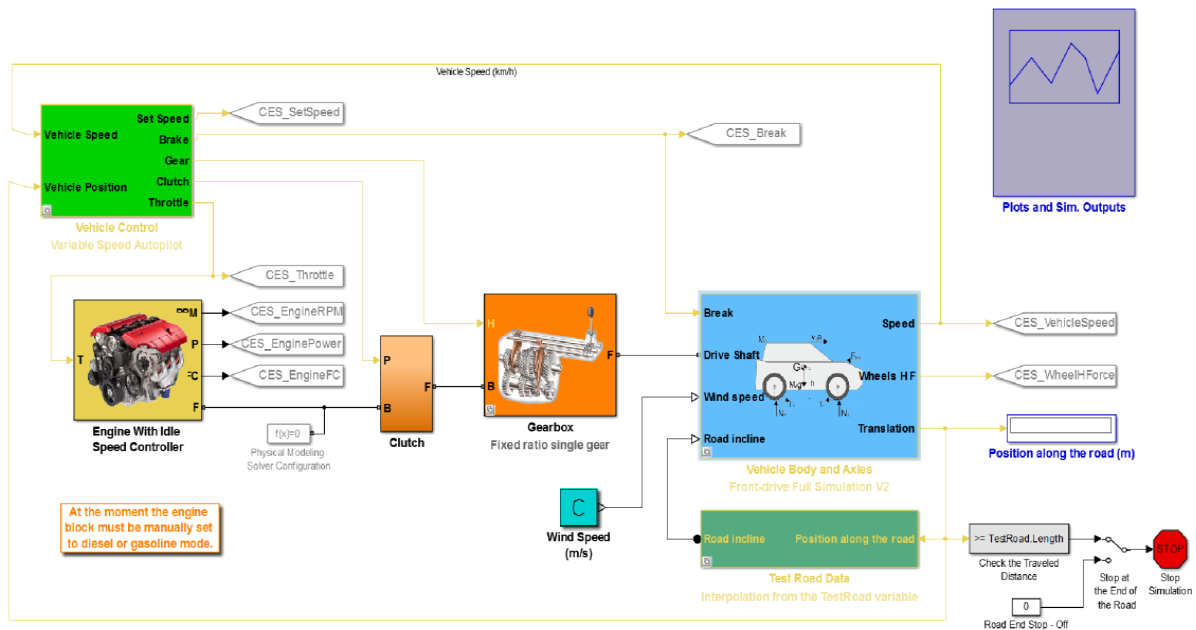 Vehicle Speed (km/h)
Set Speed
CES_SetSpeed
Vehicle Speed
Brake
CES_Break
Gear
Vehicle Position
Clutch
Throttle
Vehicle Control
Variable Speed Autopilot
Plots and Sim. Outputs
CES_Throttle
T
CES_EngineRPM
P
CES_EnginePower
FC
CES_EngineFC
F
Engine With Idle
Speed Controller
f(x)=0
Physical Modeling
Solver Configuration
P
B
F
Clutch
H
B
F
Gearbox
Fixed ratio single gear
Break
Speed
CES_VehicleSpeed
Drive Shaft
Wheels HF
CES_WheelHForce
Wind speed
Translation
Road incline
Position along the road (m)
Vehicle Body and Axles
Front-drive Full Simulation V2
At the moment the engine
block must be manually set
to diesel or gasoline mode.
C
Wind Speed
(m/s)
Road incline
Position along the road
Test Road Data
Interpolation from the TestRoad variable
>= TestRoad.Length
Check the Traveled
Distance
Stop at
the End of
the Road
STOP
Stop
Simulation
0
Road End Stop - Off